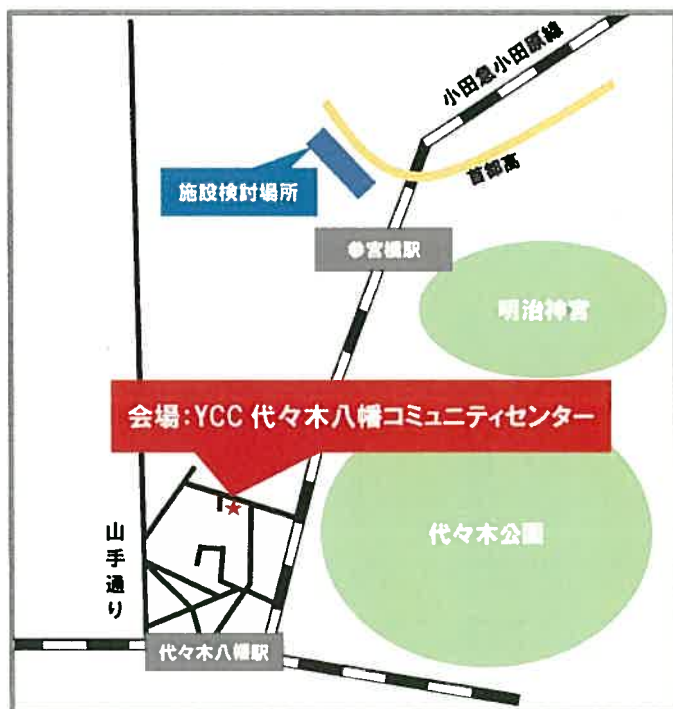 小田急小田原線
首都高
施設検討場所
参宮橋駅
明治神宮
会場:YCC 代々木八幡コミュニティセンター
代々木公園
山手通り
代々木八幡駅